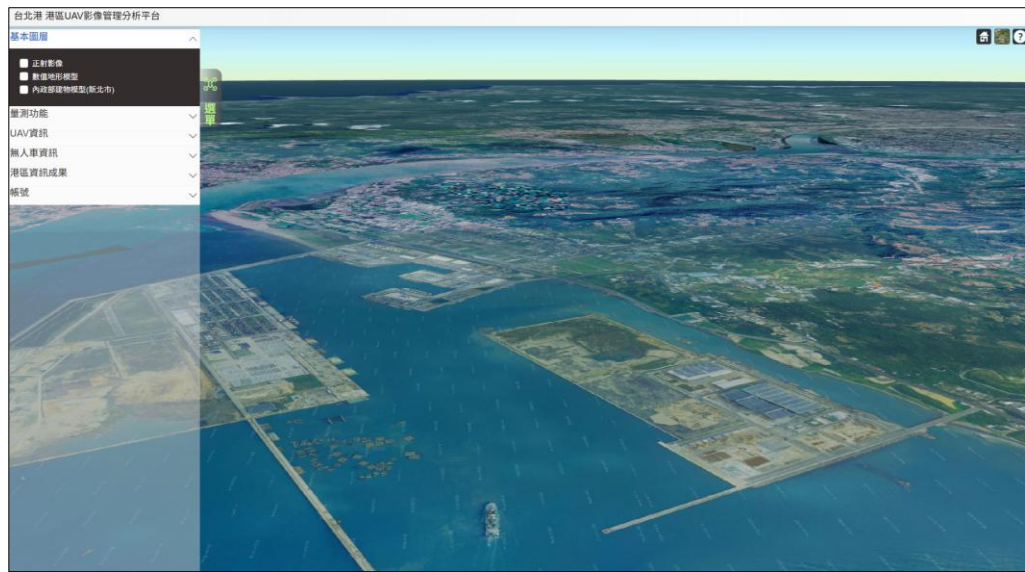 台北港 港區UAV影像管理分析平台
基本圖層
正射影像
數值地形模型
內政部建物模型(新北市)
選單
量測功能
UAV資訊
無人車資訊
港區資訊成果
帳號
?